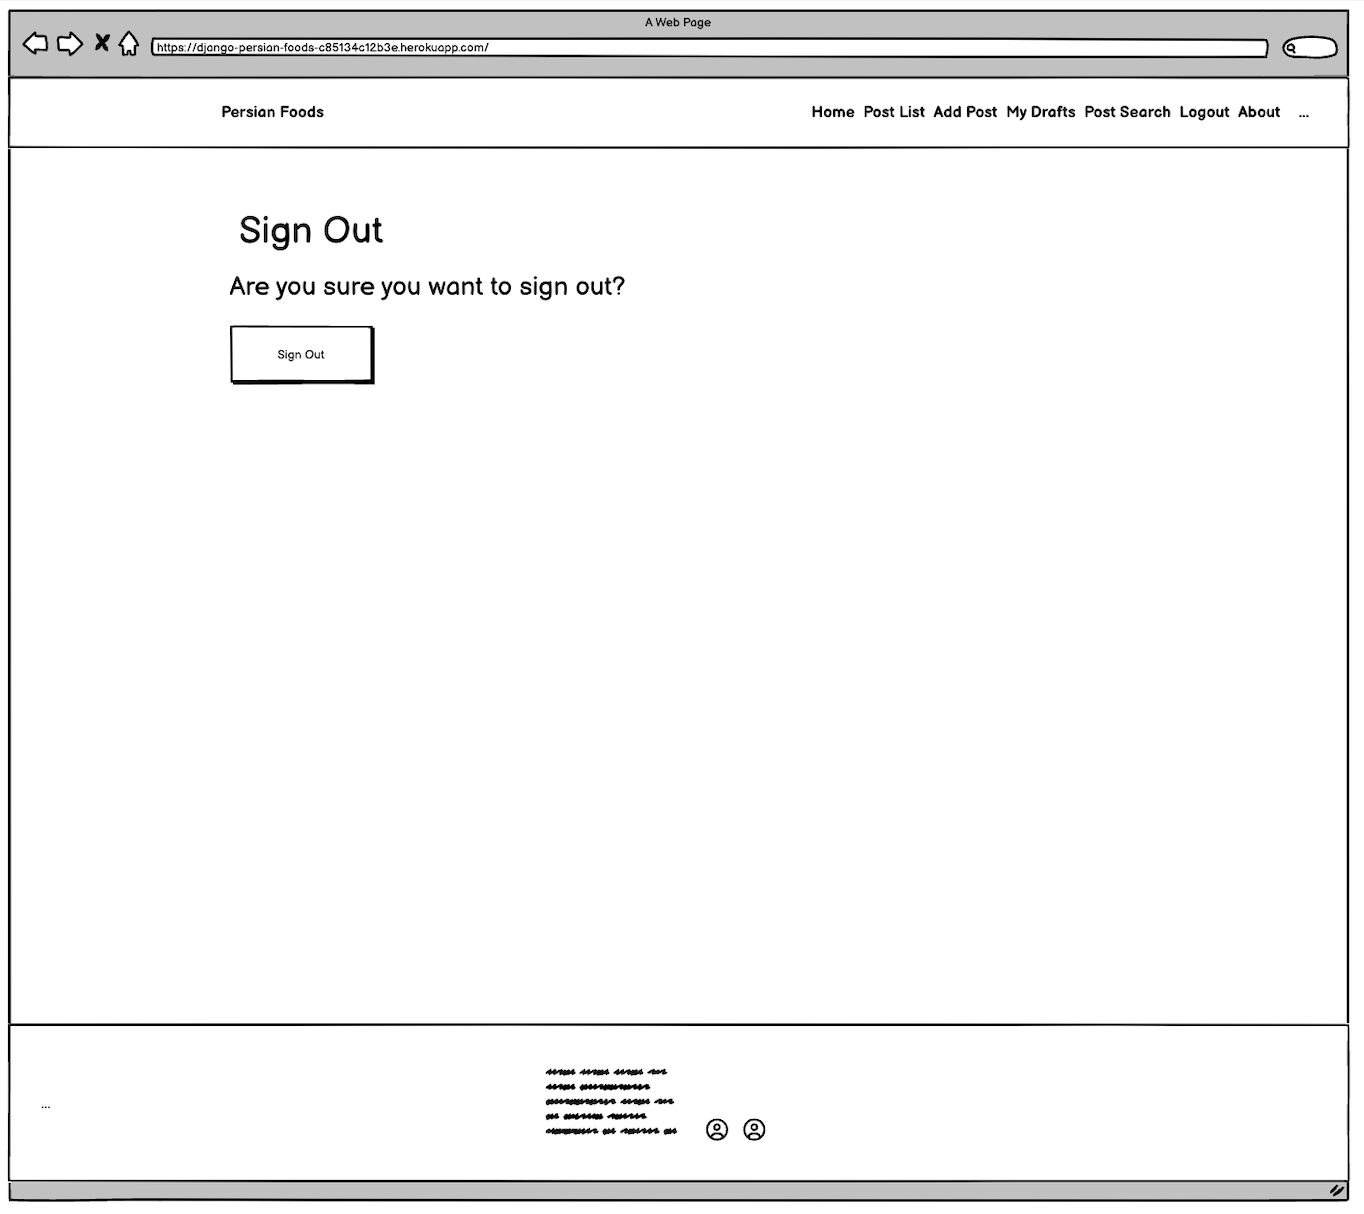 A Web Page
https://django-persian-foods-c85134c12b3e.herokuapp.com/
Persian Foods
Home Post List Add Post My Drafts Post Search Logout About ...
Sign Out
Are you sure you want to sign out?
Sign Out
...